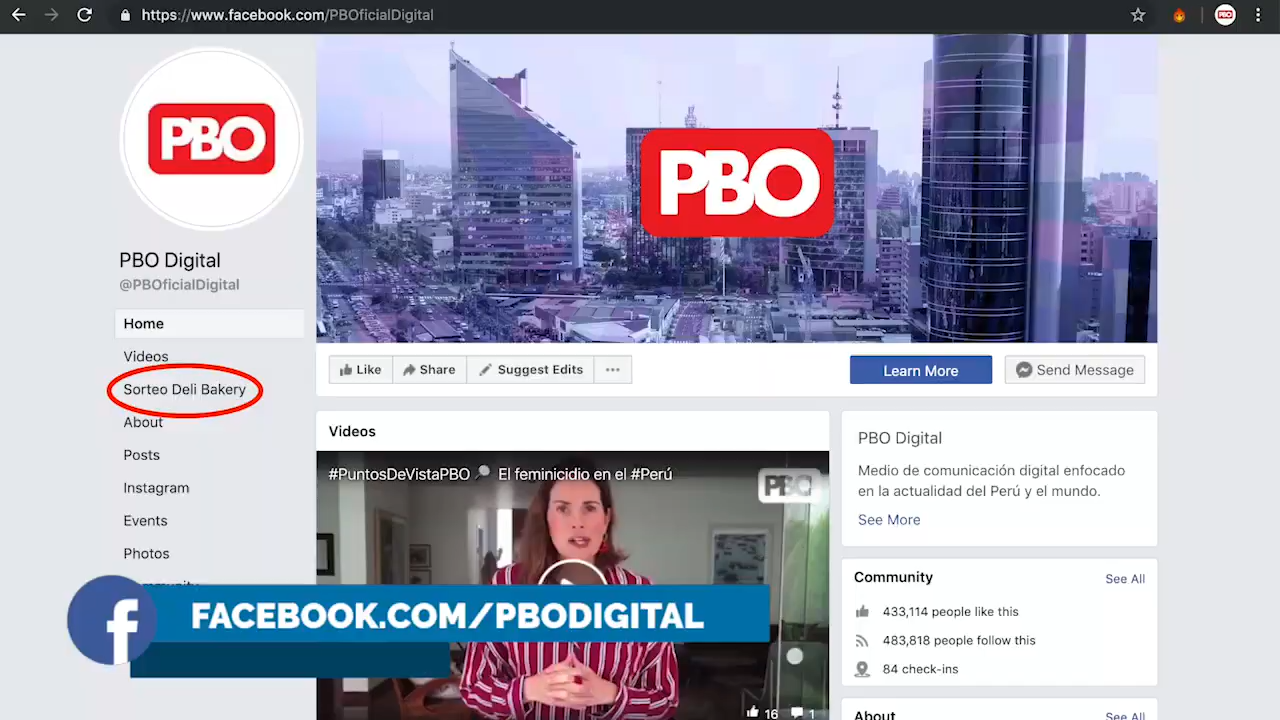 https://www.facebook.com/PBOficialDigital
PBO
PBO
PBO
PBO Digital
@PBOficialDigital
Home
Videos
Sorteo Deli Bakery
About
Posts
Instagram
Events
Photos
Community
Like
Share
Suggest Edits
Learn More
Send Message
Videos
#PuntosDeVistaPBO El feminicidio en el #Perú
PBO
16
1
PBO Digital
Medio de comunicación digital enfocado
en la actualidad del Perú y el mundo.
See More
Community
See All
433,114 people like this
483,818 people follow this
84 check-ins
About
See All
FACEBOOK.COM/PBODIGITAL